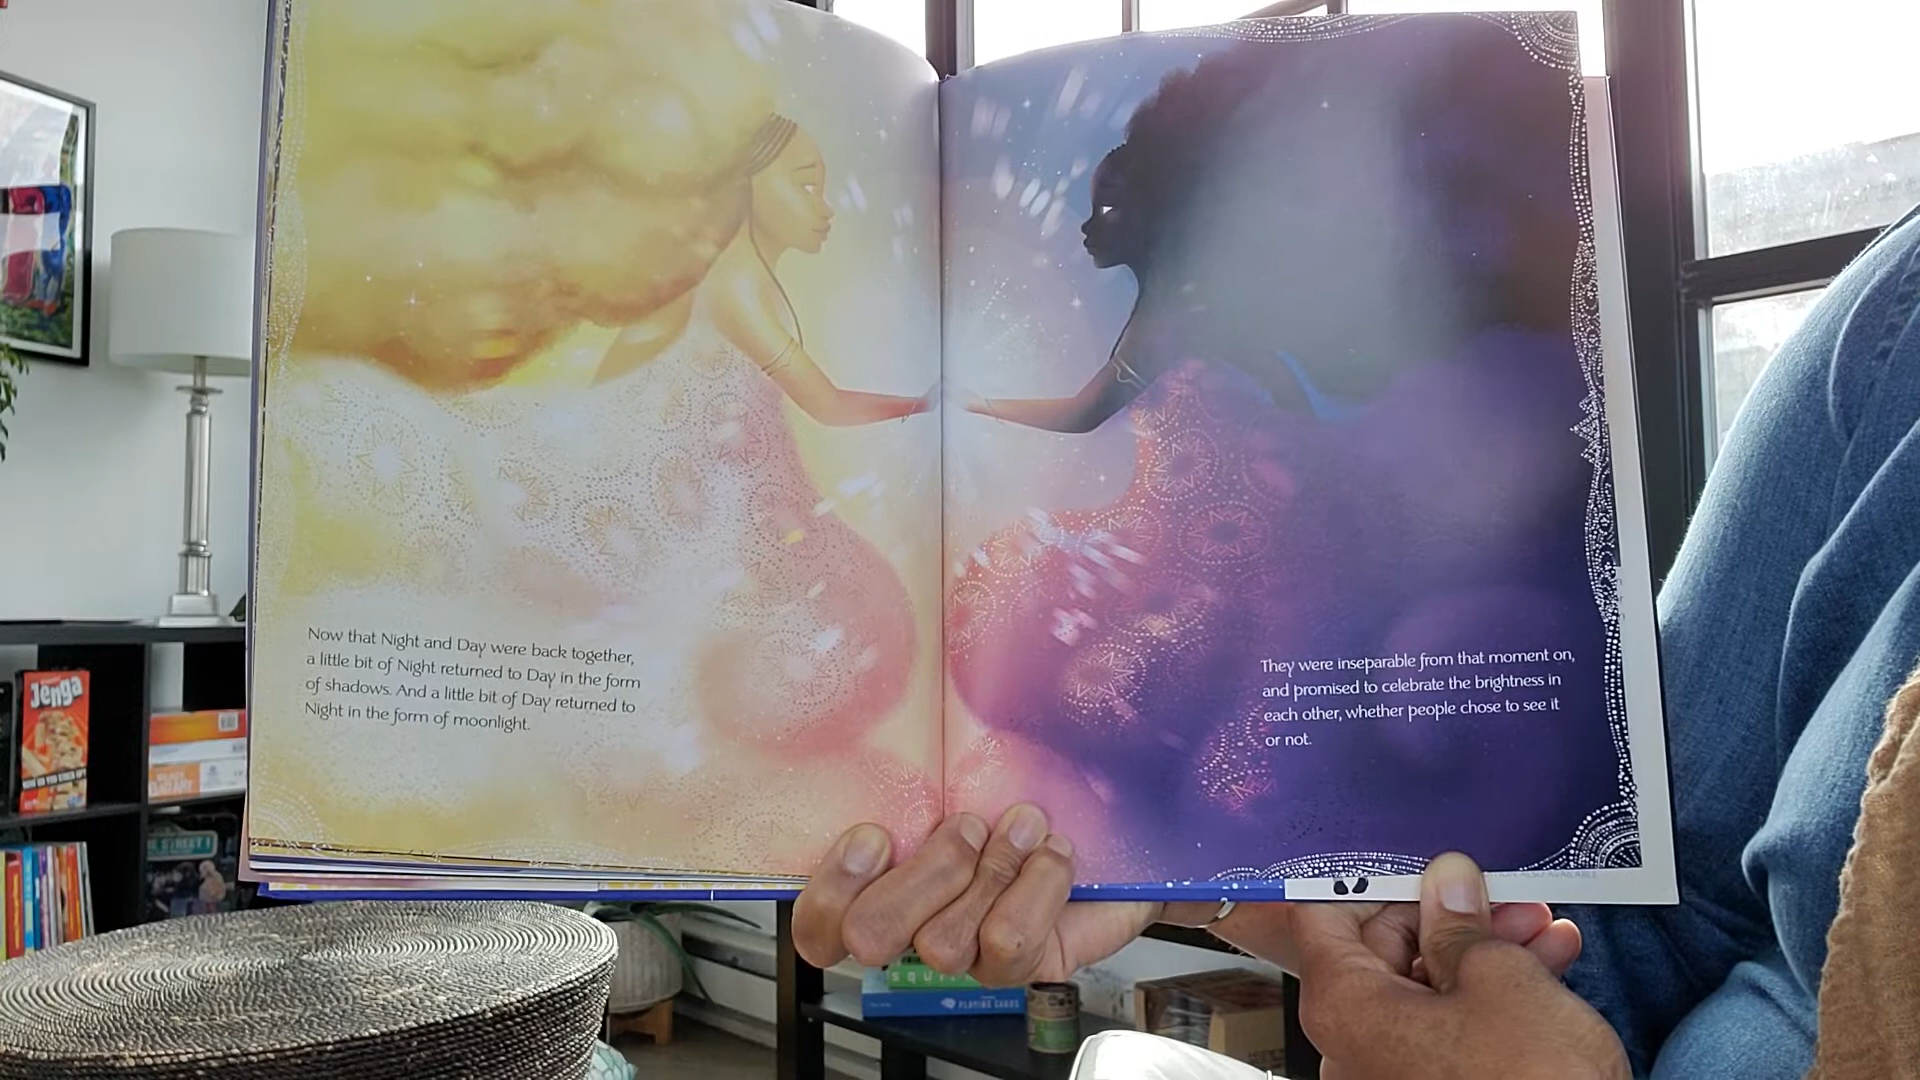 Now that Night and Day were back together,
a little bit of Night returned to Day in the form
of shadows. And a little bit of Day returned to
Night in the form of moonlight.
They were inseparable from that moment on,
and promised to celebrate the brightness in
each other, whether people chose to see it
or not.
Jenga
PLAYING CARDS